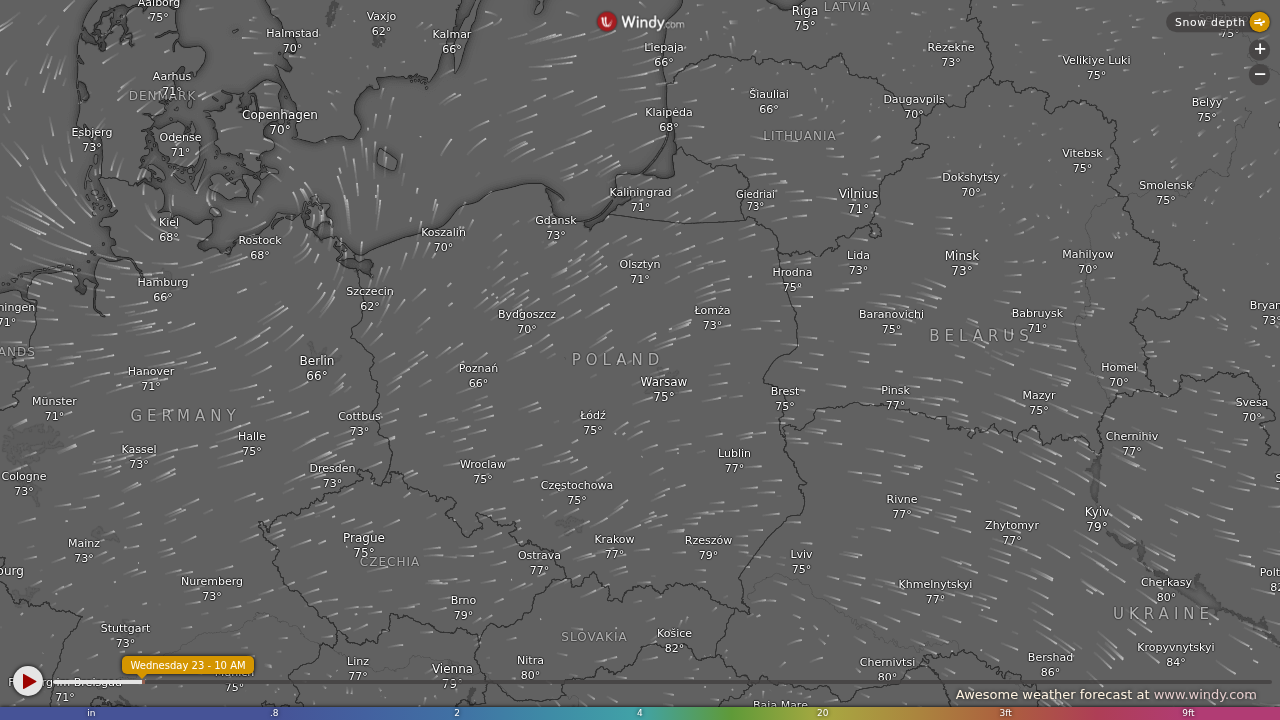 Aalborg
75°
Vaxjo
62°
Halmstad
70°
Kalmar
66°
Windy.com
Riga
75°
LATVIA
Snow depth
75°
+
−
Liepaja
66°
Rēzekne
73°
Velikiye Luki
75°
Aarhus
71°
DENMARK
Copenhagen
70°
Klaipėda
68°
Šiauliai
66°
Daugavpils
70°
Belyy
75°
Esbjerg
73°
Odense
71°
LITHUANIA
Vitebsk
75°
Kaliningrad
71°
Giedriai
73°
Vilnius
71°
Dokshytsy
70°
Smolensk
75°
Kiel
68°
Rostock
68°
Koszalin
70°
Gdansk
73°
Olsztyn
71°
Hrodna
75°
Lida
73°
Minsk
73°
Mahilyow
70°
Hamburg
66°
Szczecin
62°
Bydgoszcz
70°
Łomża
73°
Baranovichi
75°
Babruysk
71°
BELARUS
POLAND
Berlin
66°
Hanover
71°
Poznań
66°
Warsaw
75°
Brest
75°
Pinsk
77°
Homel
70°
Mazyr
75°
Svesa
70°
Münster
71°
GERMANY
Cottbus
73°
Łódź
75°
Halle
75°
Kassel
73°
Chernihiv
77°
Lublin
77°
Cologne
73°
Dresden
73°
Wroclaw
75°
Częstochowa
75°
Rivne
77°
Kyiv
79°
Zhytomyr
77°
Mainz
73°
Prague
75°
CZECHIA
Ostrava
77°
Krakow
77°
Rzeszów
79°
Lviv
75°
Nuremberg
73°
Brno
79°
Khmelnytskyi
77°
Cherkasy
80°
UKRAINE
Stuttgart
73°
SLOVAKIA
Košice
82°
Kropyvnytskyi
84°
Wednesday 23 - 10 AM
Linz
77°
Vienna
79°
Nitra
80°
Chernivtsi
80°
Bershad
86°
71°
75°
Awesome weather forecast at www.windy.com
Baia Mare
in .8 2 4 20 3ft 9ft